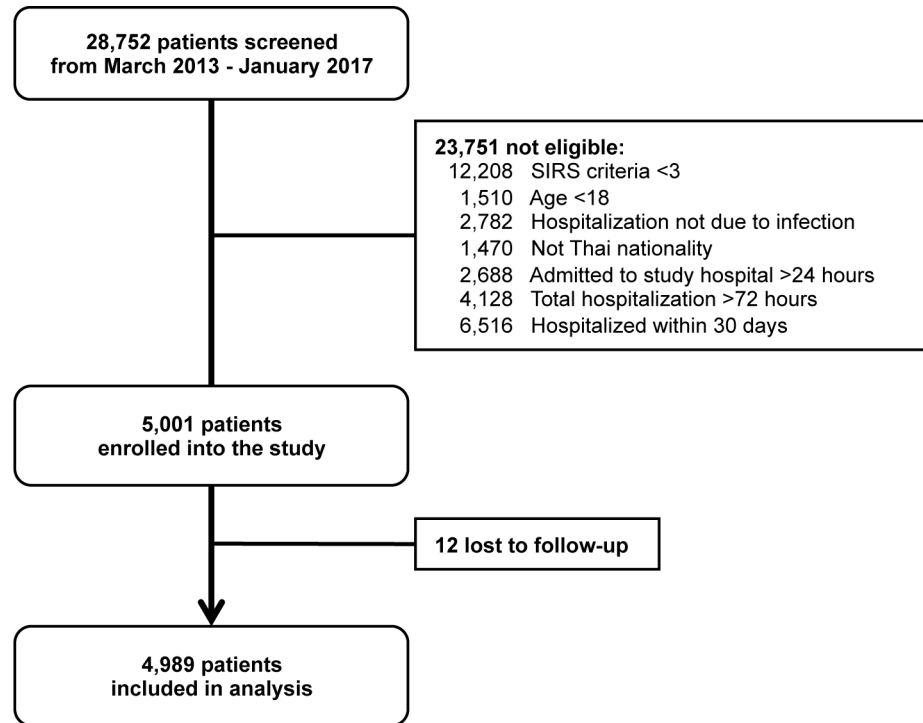 28,752 patients screened
from March 2013 - January 2017
23,751 not eligible:
12,208 SIRS criteria <3
1,510 Age <18
2,782 Hospitalization not due to infection
1,470 Not Thai nationality
2,688 Admitted to study hospital >24 hours
4,128 Total hospitalization >72 hours
6,516 Hospitalized within 30 days
5,001 patients
enrolled into the study
12 lost to follow-up
4,989 patients
included in analysis